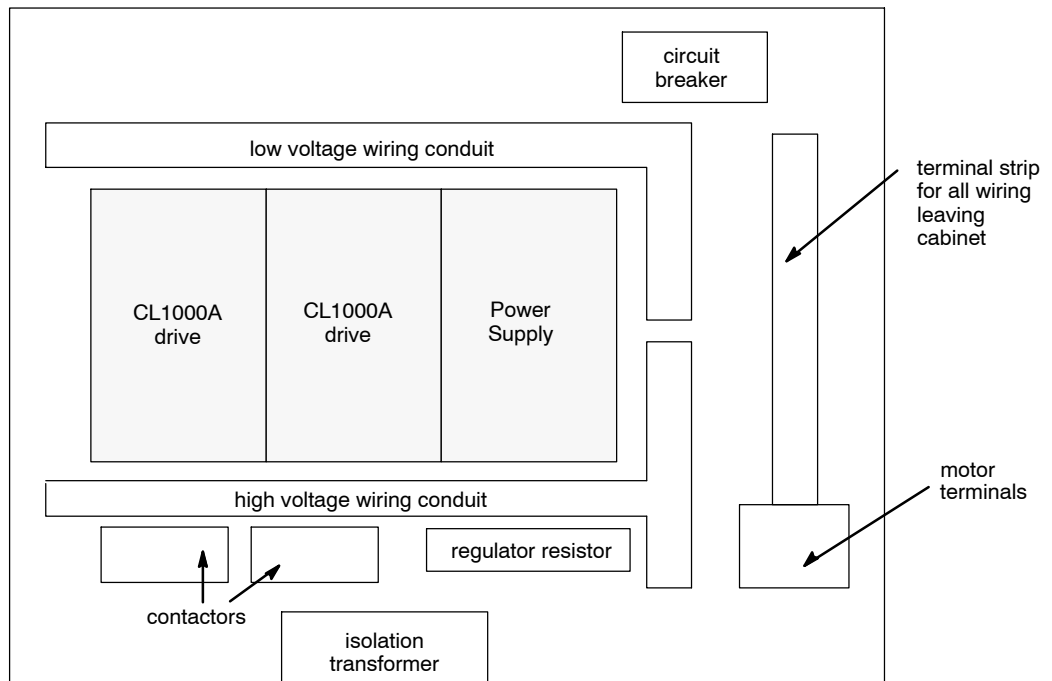 circuit
breaker
low voltage wiring conduit
terminal strip
for all wiring
leaving
cabinet
CL1000A
drive
CL1000A
drive
Power
Supply
motor
terminals
high voltage wiring conduit
regulator resistor
contactors
isolation
transformer